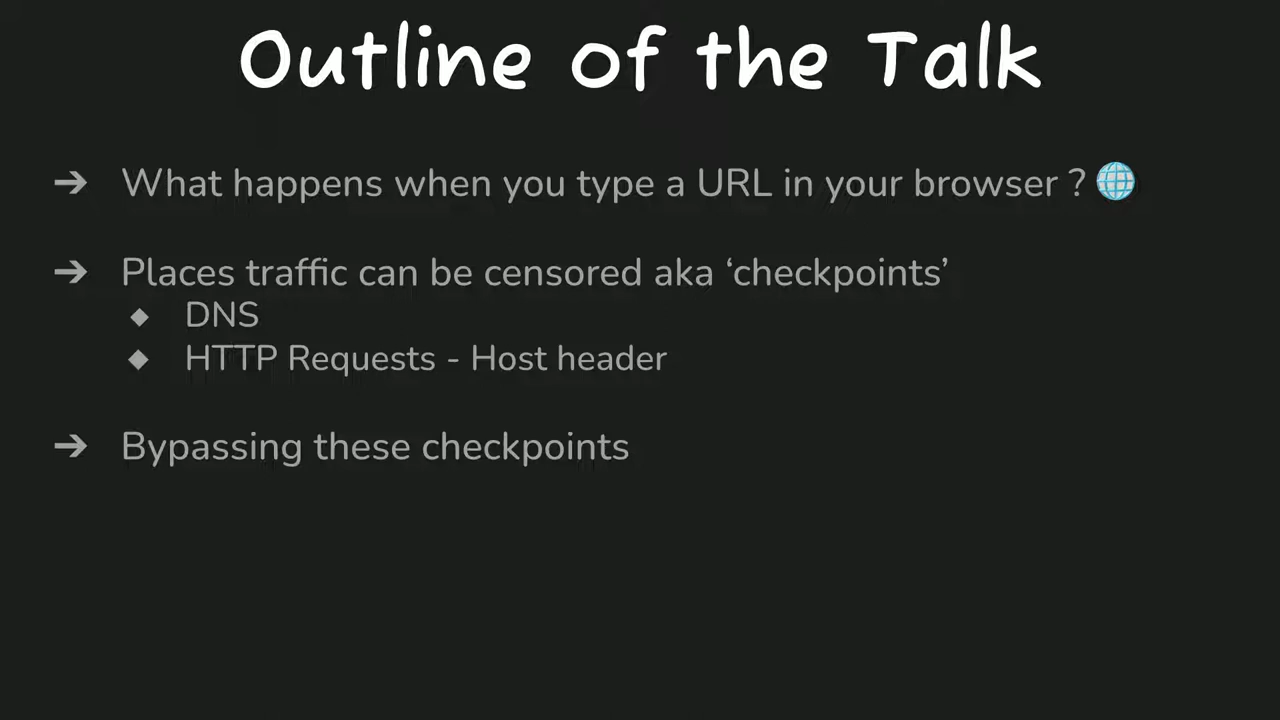 Outline of the Talk
➔ What happens when you type a URL in your browser ? 🌐
➔ Places traffic can be censored aka ‘checkpoints’
◆ DNS
◆ HTTP Requests - Host header
➔ Bypassing these checkpoints